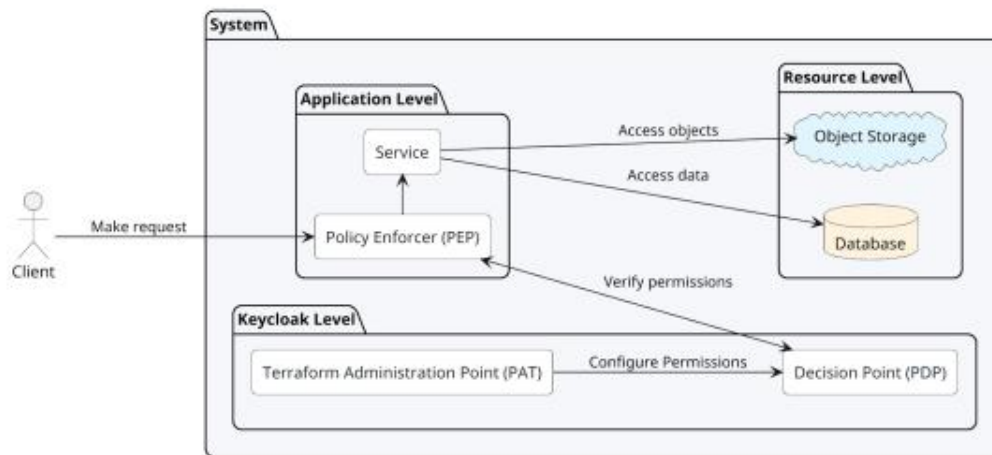 System
Application Level
Resource Level
Service
Access objects
Object Storage
Access data
Make request
Policy Enforcer (PEP)
Database
Client
Verify permissions
Keycloak Level
Terraform Administration Point (PAT)
Configure Permissions
Decision Point (PDP)